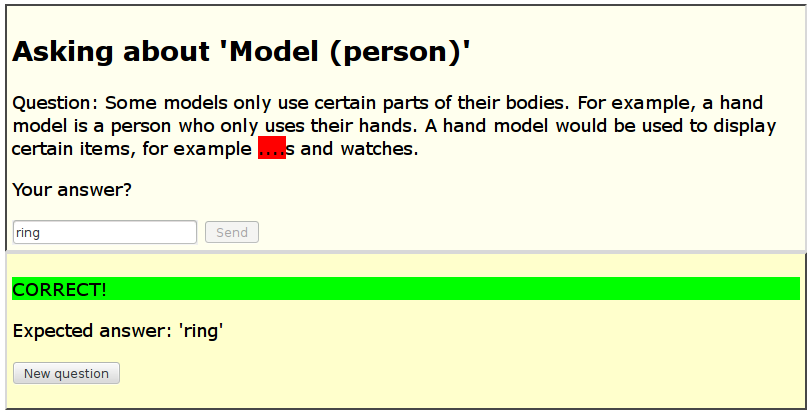 Asking about 'Model (person)'
Question: Some models only use certain parts of their bodies. For example, a hand
model is a person who only uses their hands. A hand model would be used to display
certain items, for example ....s and watches.
Your answer?
ring Send
CORRECT!
Expected answer: 'ring'
New question